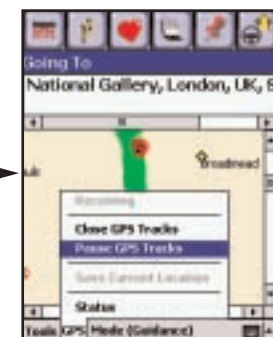 Going To
National Gallery, London, UK, S
Broadmead
Receiving
Close GPS Tracks
Pause GPS Tracks
Save Current Location
Status
Tools GPS Mode (Guidance)